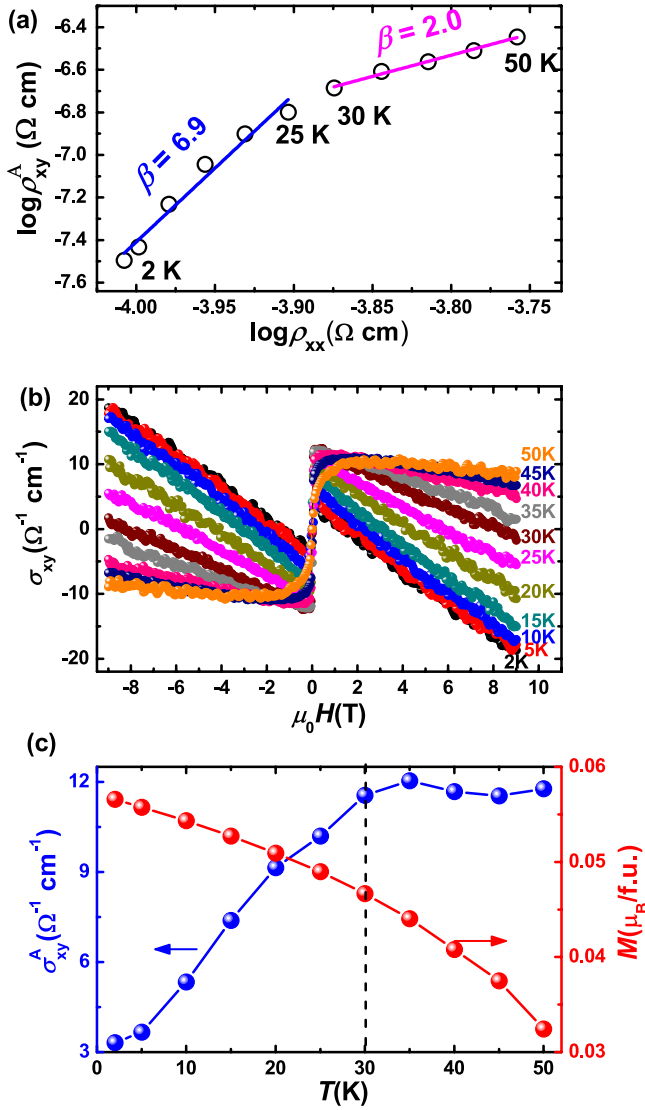 (a)
-6.4
-6.6
-6.8
-7.0
-7.2
-7.4
-7.6
logρ_xy^A (Ω cm)
β = 2.0
50 K
30 K
25 K
β = 6.9
2 K
-4.00 -3.95 -3.90 -3.85 -3.80 -3.75
logρ_xx(Ω cm)
(b)
20
10
0
-10
-20
σ_xy(Ω⁻¹ cm⁻¹)
50K
45K
40K
35K
30K
25K
20K
15K
10K
5K
2K
-8 -6 -4 -2 0 2 4 6 8 10
μ₀H(T)
(c)
12
9
6
3
σ_xy^A(Ω⁻¹ cm⁻¹)
0.06
0.05
0.04
0.03
M(μ_B/f.u.)
0 10 20 30 40 50
T(K)